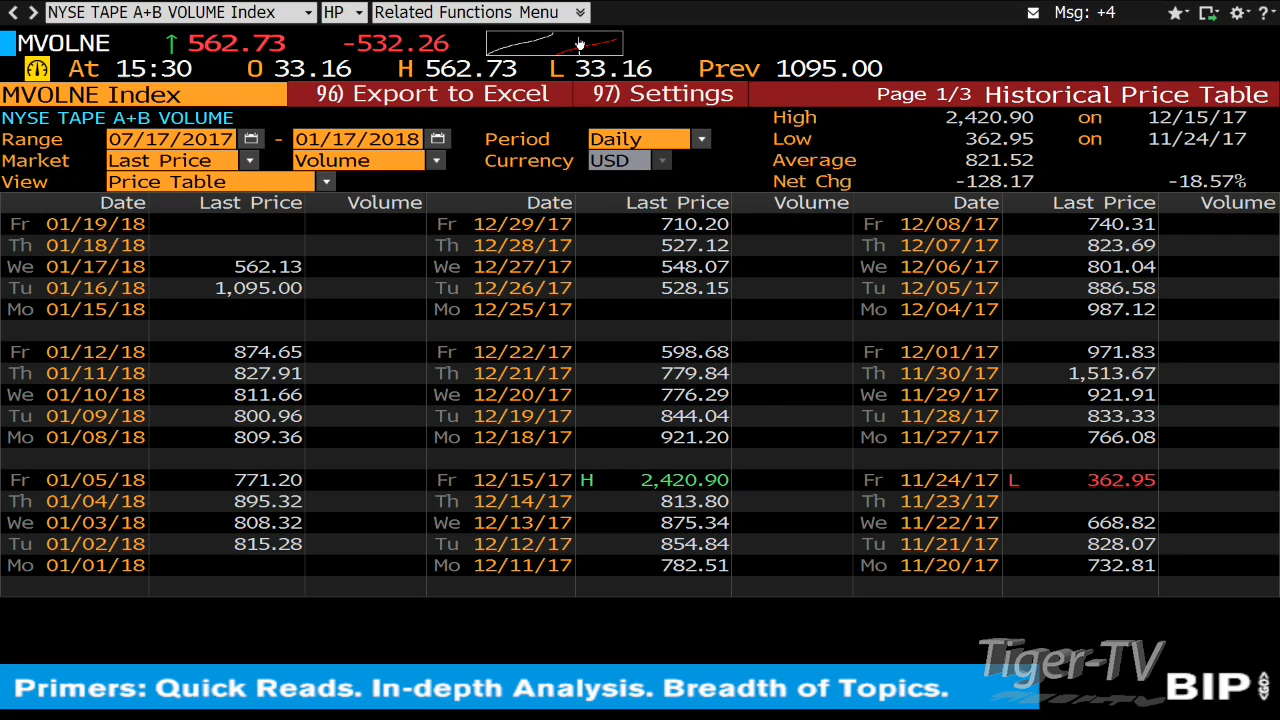 NYSE TAPE A+B VOLUME Index HP Related Functions Menu Msg: +4 ?
MVOLNE ↑ 562.73 -532.26
At 15:30 O 33.16 H 562.73 L 33.16 Prev 1095.00
MVOLNE Index 96) Export to Excel 97) Settings Page 1/3 Historical Price Table
NYSE TAPE A+B VOLUME High 2,420.90 on 12/15/17
Range 07/17/2017 - 01/17/2018 Period Daily Low 362.95 on 11/24/17
Market Last Price Volume Currency USD Average 821.52
View Price Table Net Chg -128.17 -18.57%
Date Last Price Volume Date Last Price Volume Date Last Price Volume
Fr 01/19/18 Fr 12/29/17 710.20 Fr 12/08/17 740.31
Th 01/18/18 Th 12/28/17 527.12 Th 12/07/17 823.69
We 01/17/18 562.13 We 12/27/17 548.07 We 12/06/17 801.04
Tu 01/16/18 1,095.00 Tu 12/26/17 528.15 Tu 12/05/17 886.58
Mo 01/15/18 Mo 12/25/17 Mo 12/04/17 987.12
Fr 01/12/18 874.65 Fr 12/22/17 598.68 Fr 12/01/17 971.83
Th 01/11/18 827.91 Th 12/21/17 779.84 Th 11/30/17 1,513.67
We 01/10/18 811.66 We 12/20/17 776.29 We 11/29/17 921.91
Tu 01/09/18 800.96 Tu 12/19/17 844.04 Tu 11/28/17 833.33
Mo 01/08/18 809.36 Mo 12/18/17 921.20 Mo 11/27/17 766.08
Fr 01/05/18 771.20 Fr 12/15/17 H 2,420.90 Fr 11/24/17 L 362.95
Th 01/04/18 895.32 Th 12/14/17 813.80 Th 11/23/17
We 01/03/18 808.32 We 12/13/17 875.34 We 11/22/17 668.82
Tu 01/02/18 815.28 Tu 12/12/17 854.84 Tu 11/21/17 828.07
Mo 01/01/18 Mo 12/11/17 782.51 Mo 11/20/17 732.81
Tiger-TV
Primers: Quick Reads. In-depth Analysis. Breadth of Topics. BIP <GO>